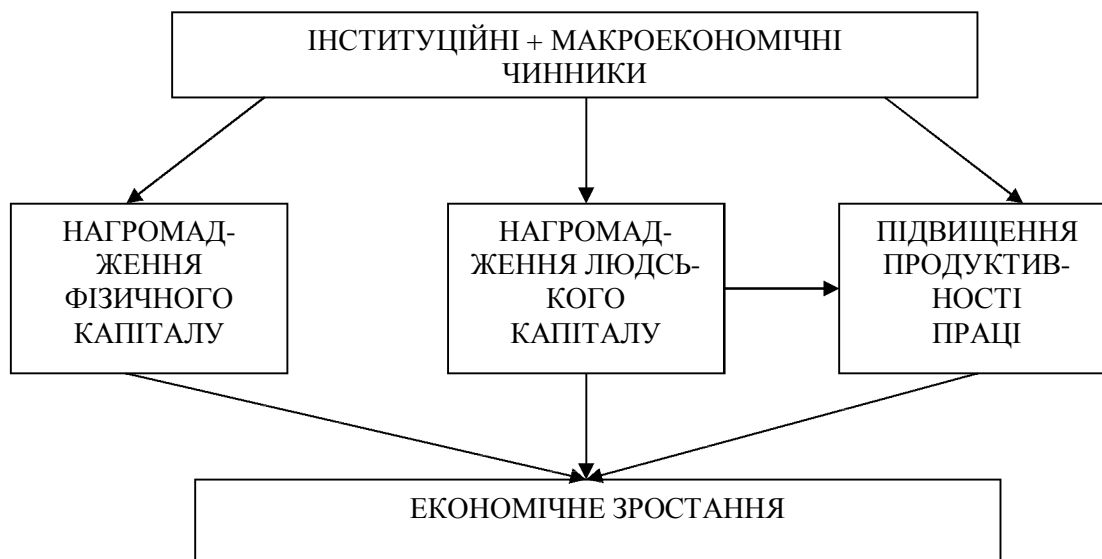 ІНСТИТУЦІЙНІ + МАКРОЕКОНОМІЧНІ
ЧИННИКИ
НАГРОМАД-
ЖЕННЯ
ФІЗИЧНОГО
КАПІТАЛУ
НАГРОМАД-
ЖЕННЯ ЛЮДСЬ-
КОГО
КАПІТАЛУ
ПІДВИЩЕННЯ
ПРОДУКТИВ-
НОСТІ
ПРАЦІ
ЕКОНОМІЧНЕ ЗРОСТАННЯ